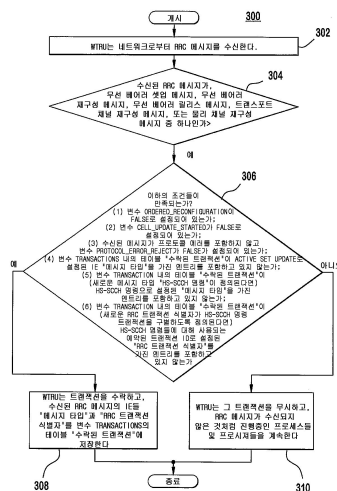 개시
300
WTRU는 네트워크로부터 RRC 메시지를 수신한다.
302
304
수신된 RRC 메시지가,
무선 베어러 셋업 메시지, 무선 베어러
재구성 메시지, 무선 베어러 릴리스 메시지, 트랜스포트
채널 재구성 메시지, 또는 물리 채널 재구성
메시지 중 하나인가>
예
306
이하의 조건들이
만족되는가?
(1) 변수 ORDERED_RECONFIGURATION이
FALSE로 설정되어 있는가;
(2) 변수 CELL_UPDATE_STARTED가 FALSE로
설정되어 있는가;
(3) 수신된 메시지가 프로토콜 에러를 포함하지 않고
변수 PROTOCOL_ERROR_REJECT가 FALSE가 설정되어 있는가;
(4) 변수 TRANSACTIONS 내의 테이블 "수락된 트랜잭션"이 ACTIVE SET UPDATE로
설정된 IE "메시지 타입"을 가진 엔트리를 포함하고 있지 않는가;
(5) 변수 TRANSACTION 내의 테이블 "수락된 트랜잭션"이
(새로운 메시지 타입 "HS-SCCH 명령"이 정의된다면)
HS-SCCH 명령으로 설정된 "메시지 타입"을 가진
엔트리를 포함하고 있지 않는가;
(6) 변수 TRANSACTION 내의 테이블 "수락된 트랜잭션"이
(새로운 RRC 트랜잭션 식별자가 HS-SCCH 명령
트랜잭션을 구별하도록 정의된다면)
HS-SCCH 명령들에 대해 사용되는
예약된 트랜잭션 ID로 설정된
"RRC 트랜잭션 식별자"를
가진 엔트리를 포함하고
있지 않는가
예
아니오
WTRU는 트랜잭션을 수락하고,
수신된 RRC 메시지의 IE들
"메시지 타입"과 "RRC 트랜잭션
식별자"를 변수 TRANSACTIONS의
테이블 "수락된 트랜잭션"에
저장한다
308
WTRU는 그 트랜잭션을 무시하고,
RRC 메시지가 수신되지
않은 것처럼 진행중인 프로세스들
및 프로시져들을 계속한다
310
종료